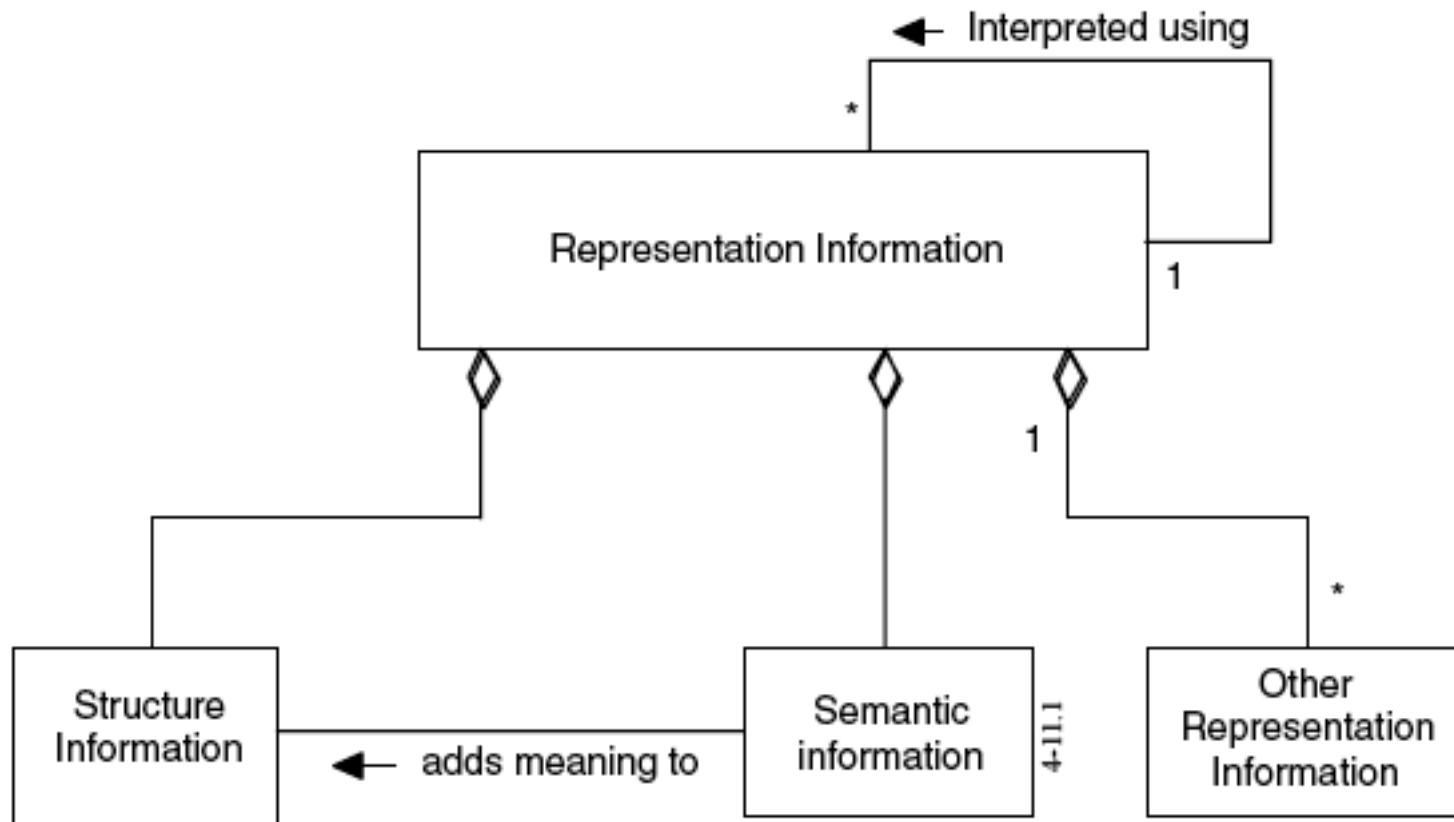 Interpreted using
*
Representation Information
1
1
*
Structure
Information
adds meaning to
Semantic
information
4-11.1
Other
Representation
Information